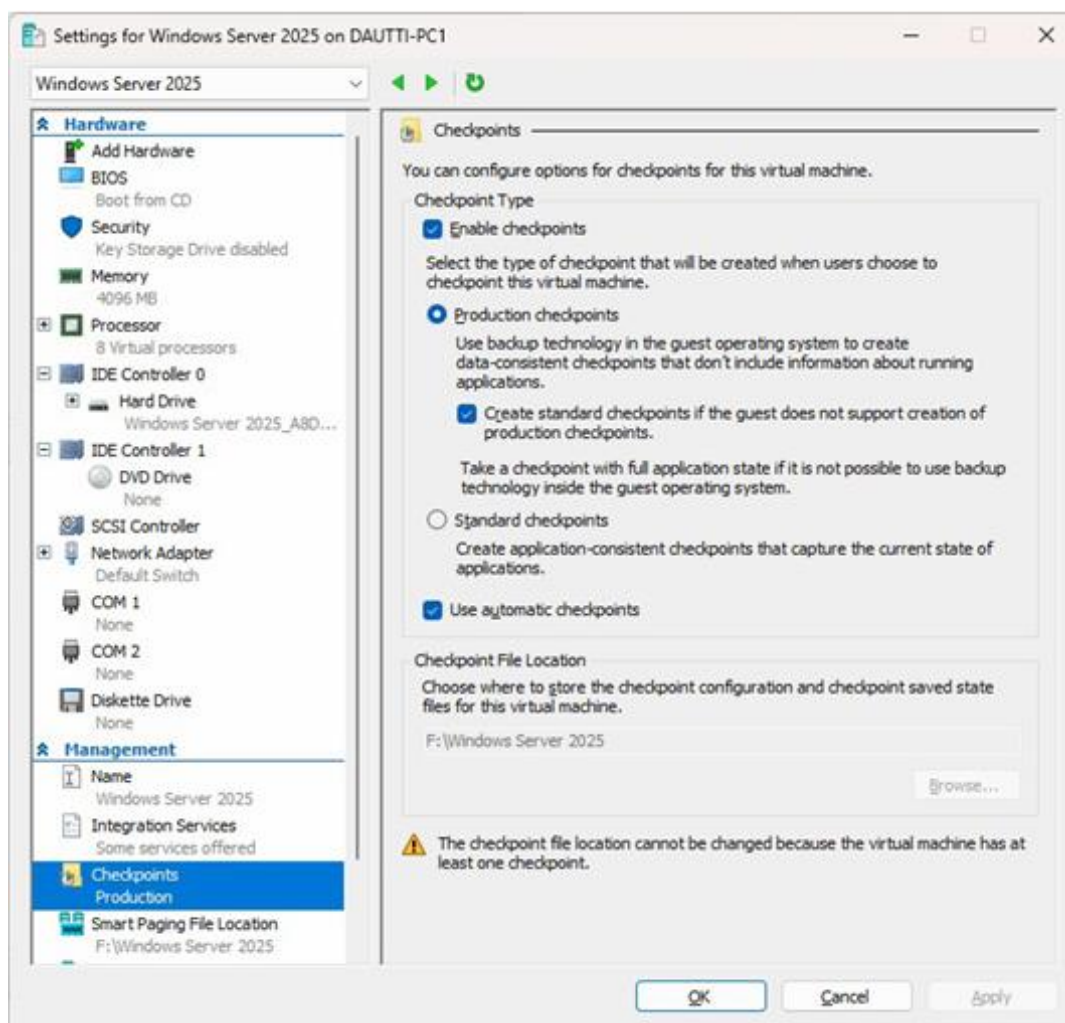 Settings for Windows Server 2025 on DAUTTI-PC1
Windows Server 2025
Hardware
Add Hardware
BIOS
Boot from CD
Security
Key Storage Drive disabled
Memory
4096 MB
Processor
8 Virtual processors
IDE Controller 0
Hard Drive
Windows Server 2025_A8D...
IDE Controller 1
DVD Drive
None
SCSI Controller
Network Adapter
Default Switch
COM 1
None
COM 2
None
Diskette Drive
None
Management
Name
Windows Server 2025
Integration Services
Some services offered
Checkpoints
Production
Smart Paging File Location
F:\Windows Server 2025
Checkpoints
You can configure options for checkpoints for this virtual machine.
Checkpoint Type
Enable checkpoints
Select the type of checkpoint that will be created when users choose to
checkpoint this virtual machine.
Production checkpoints
Use backup technology in the guest operating system to create
data-consistent checkpoints that don't include information about running
applications.
Create standard checkpoints if the guest does not support creation of
production checkpoints.
Take a checkpoint with full application state if it is not possible to use backup
technology inside the guest operating system.
Standard checkpoints
Create application-consistent checkpoints that capture the current state of
applications.
Use automatic checkpoints
Checkpoint File Location
Choose where to store the checkpoint configuration and checkpoint saved state
files for this virtual machine.
F:\Windows Server 2025
Browse...
The checkpoint file location cannot be changed because the virtual machine has at
least one checkpoint.
OK
Cancel
Apply